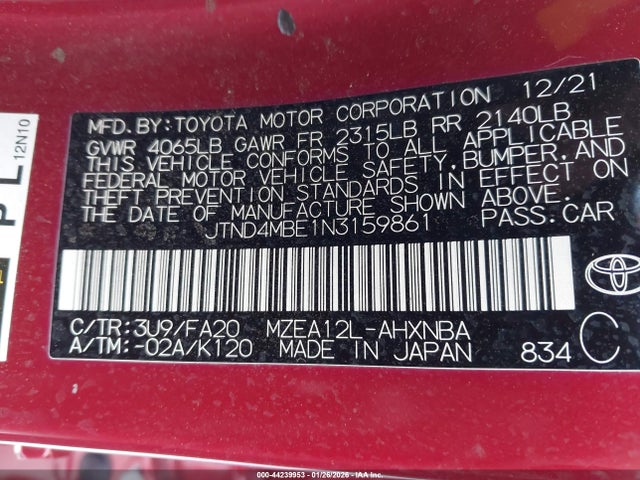 MFD. BY: TOYOTA MOTOR CORPORATION 12/21
GVWR 4065LB GAWR FR 2315LB RR 2140LB
THIS VEHICLE CONFORMS TO ALL APPLICABLE
FEDERAL MOTOR VEHICLE SAFETY, BUMPER, AND
THEFT PREVENTION STANDARDS IN EFFECT ON
THE DATE OF MANUFACTURE SHOWN ABOVE.
JTND4MBE1N3159861 PASS. CAR
C/TR: 3U9/FA20 MZEA12L-AHXNBA
A/TM: -02A/K120 MADE IN JAPAN 834 C
TOYOTA
PL
12N10
000-44239953 - 01/26/2026 - IAA Inc.